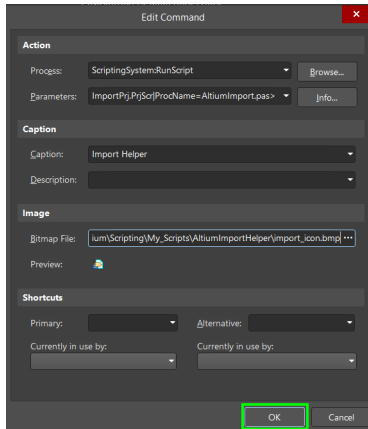 Edit Command
Action
Process: ScriptingSystem:RunScript Browse...
Parameters: ImportPrj.PrjScr|ProcName=AltiumImport.pas> Info...
Caption
Caption: Import Helper
Description:
Image
Bitmap File: ium\Scripting\My_Scripts\AltiumImportHelper\import_icon.bmp ...
Preview:
Shortcuts
Primary: Alternative:
Currently in use by: Currently in use by:
OK Cancel